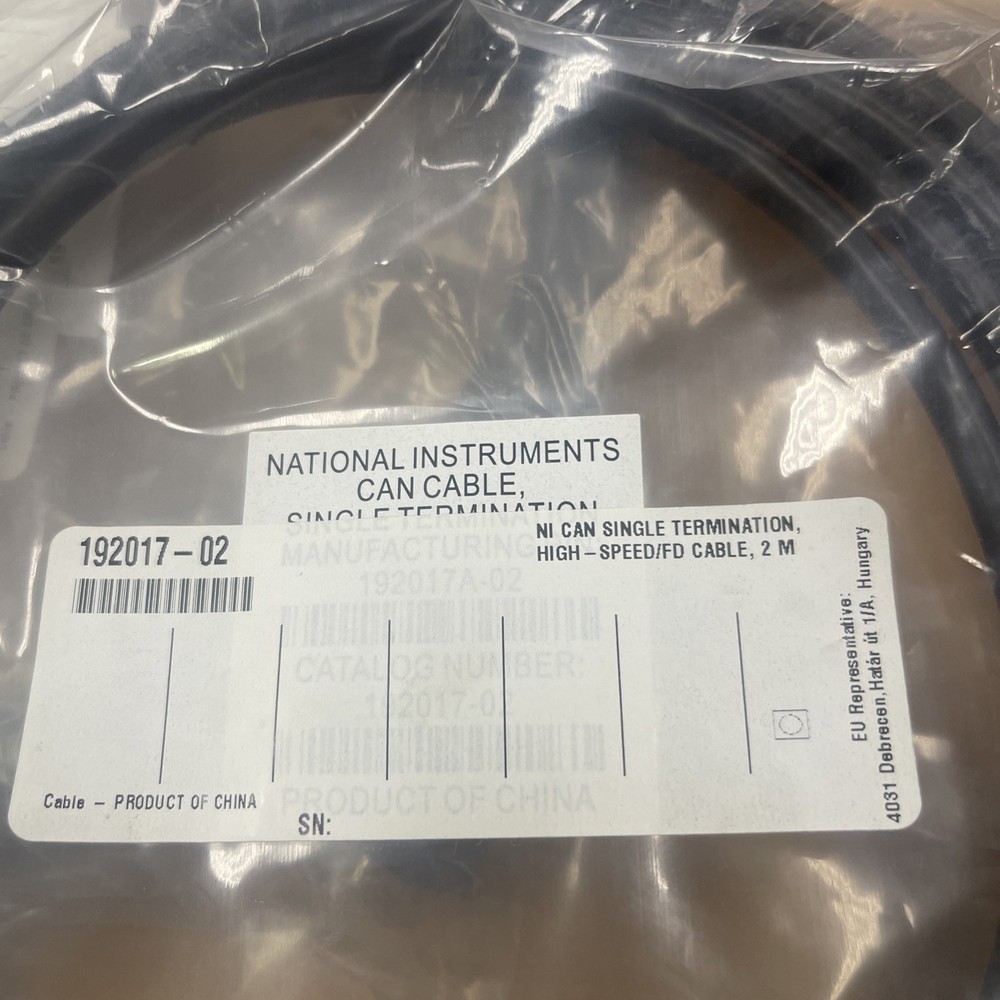 NATIONAL INSTRUMENTS
CAN CABLE,
SINGLE TERMINATION
192017-02
NI CAN SINGLE TERMINATION,
HIGH-SPEED/FD CABLE, 2 M
MANUFACTURING
192017A-02
CATALOG NUMBER:
192017-02
PRODUCT OF CHINA
Cable - PRODUCT OF CHINA
SN:
EU Representative:
4031 Debrecen,Határ út 1/A, Hungary